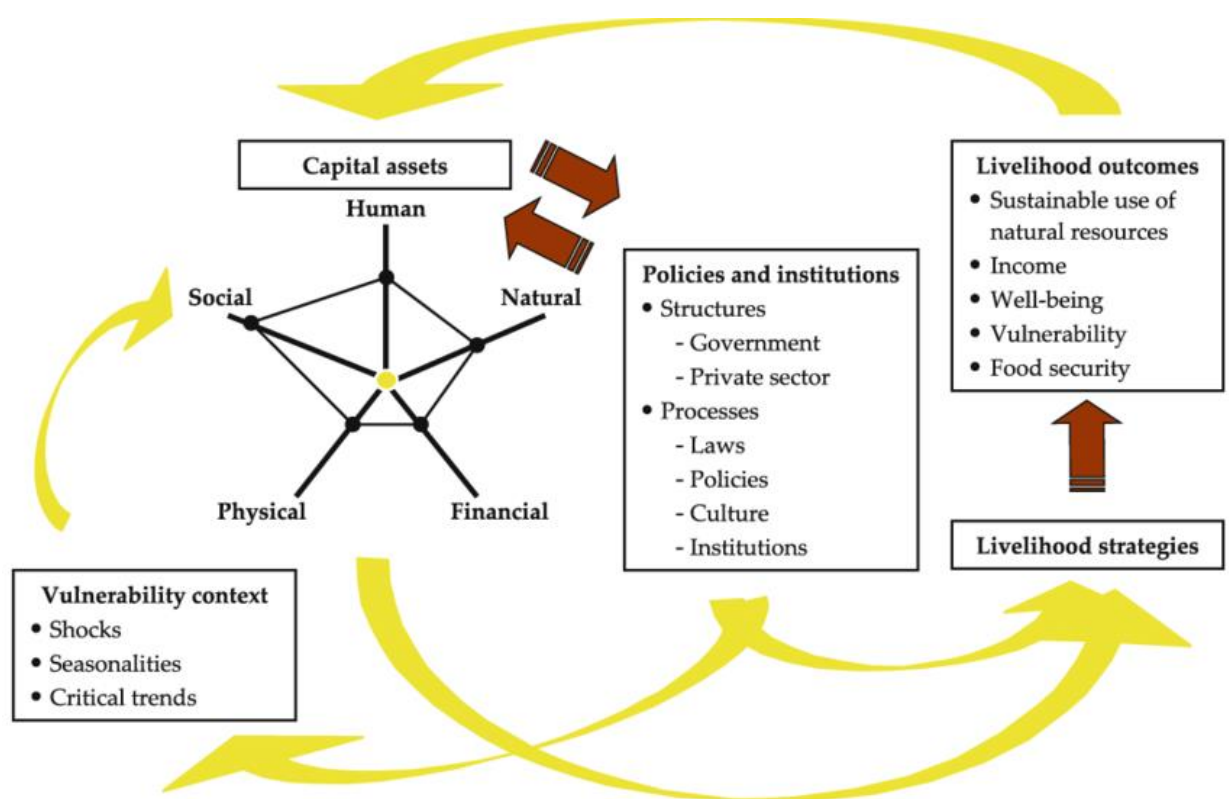 Capital assets
Human
Social
Natural
Physical
Financial
Vulnerability context
• Shocks
• Seasonalities
• Critical trends
Policies and institutions
• Structures
- Government
- Private sector
• Processes
- Laws
- Policies
- Culture
- Institutions
Livelihood outcomes
• Sustainable use of
natural resources
• Income
• Well-being
• Vulnerability
• Food security
Livelihood strategies